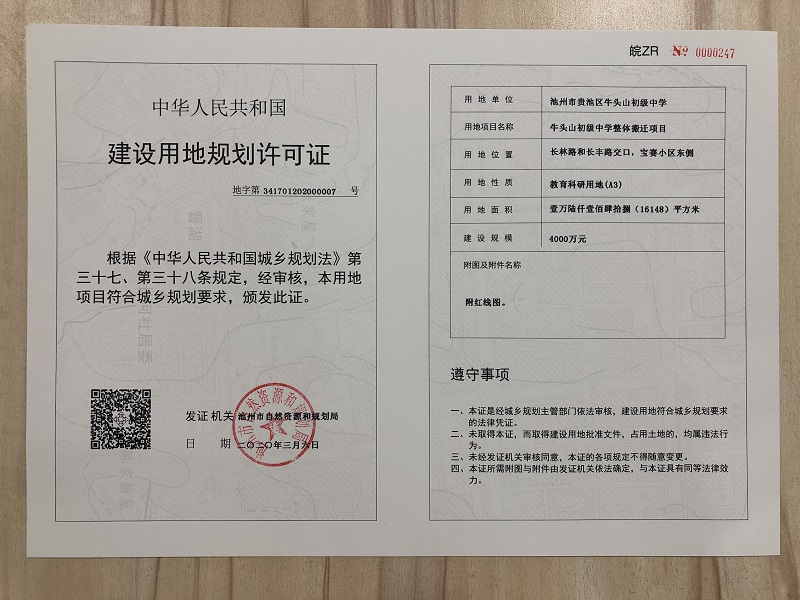 中华人民共和国
建设用地规划许可证
地字第 341701202000007 号
根据《中华人民共和国城乡规划法》第
三十七、第三十八条规定，经审核，本用地
项目符合城乡规划要求，颁发此证。
发证机关 池州市自然资源和规划局
日期 二〇二〇年三月六日
皖ZR № 0000247
用地单位 池州市贵池区牛头山初级中学
用地项目名称 牛头山初级中学整体搬迁项目
用地位置 长林路和长丰路交口，宝赛小区东侧
用地性质 教育科研用地(A3)
用地面积 壹万陆仟壹佰肆拾捌（16148）平方米
建设规模 4000万元
附图及附件名称
附红线图。
遵守事项
一、本证是经城乡规划主管部门依法审核，建设用地符合城乡规划要求
的法律凭证。
二、未取得本证，而取得建设用地批准文件，占用土地的，均属违法行
为。
三、未经发证机关审核同意，本证的各项规定不得随意变更。
四、本证所需附图与附件由发证机关依法确定，与本证具有同等法律效
力。